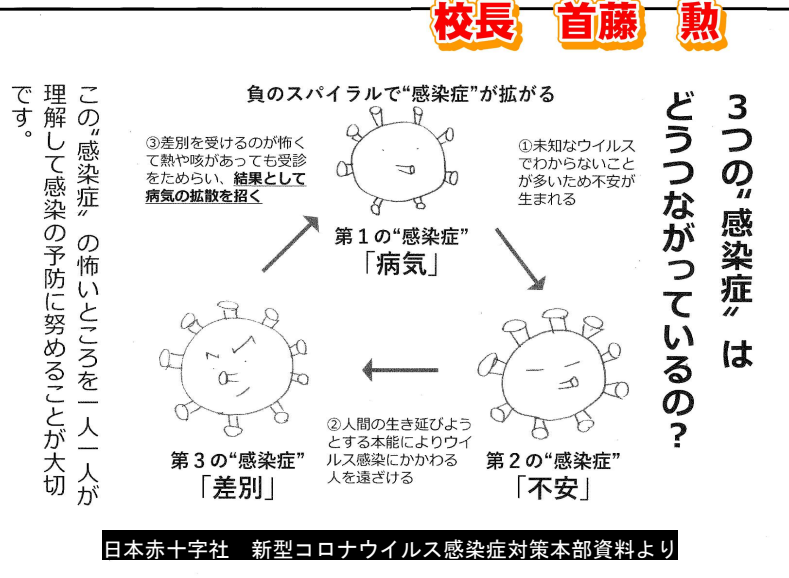 校長　首藤　勲
３つの〝感染症〟は
どうつながっているの？
負のスパイラルで“感染症”が拡がる
①未知なウイルス
でわからないこと
が多いため不安が
生まれる
③差別を受けるのが怖く
て熱や咳があっても受診
をためらい、結果として
病気の拡散を招く
第１の“感染症”
「病気」
②人間の生き延びよう
とする本能によりウイ
ルス感染にかかわる
人を遠ざける
第２の“感染症”
「不安」
第３の“感染症”
「差別」
この〝感染症〟の怖いところを一人一人が
理解して感染の予防に努めることが大切
です。
日本赤十字社　新型コロナウイルス感染症対策本部資料より